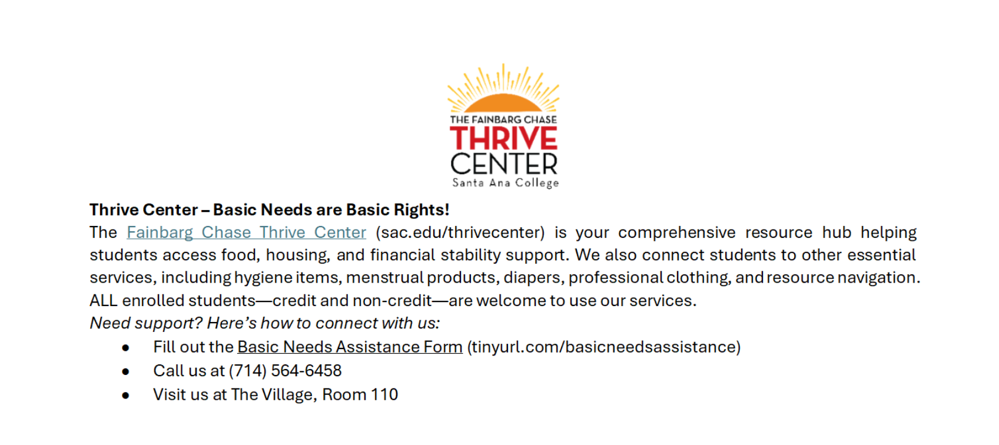 THE FAINBARG CHASE
THRIVE
CENTER
Santa Ana College
Thrive Center – Basic Needs are Basic Rights!
The Fainbarg Chase Thrive Center (sac.edu/thrivecenter) is your comprehensive resource hub helping
students access food, housing, and financial stability support. We also connect students to other essential
services, including hygiene items, menstrual products, diapers, professional clothing, and resource navigation.
ALL enrolled students—credit and non-credit—are welcome to use our services.
Need support? Here’s how to connect with us:
● Fill out the Basic Needs Assistance Form (tinyurl.com/basicneedsassistance)
● Call us at (714) 564-6458
● Visit us at The Village, Room 110